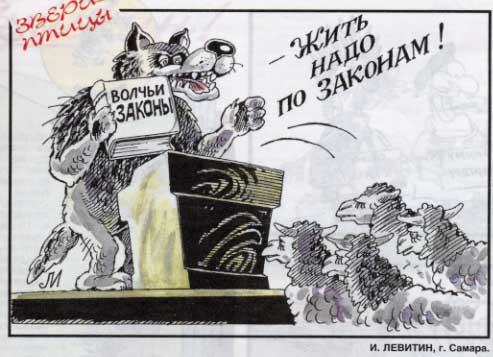 ЗВЕРИ
ПТИЦЫ
– ЖИТЬ
НАДО
ПО ЗАКОНАМ!
ВОЛЧЬИ
ЗАКОНЫ
ЛИ
И. ЛЕВИТИН, г. Самара.